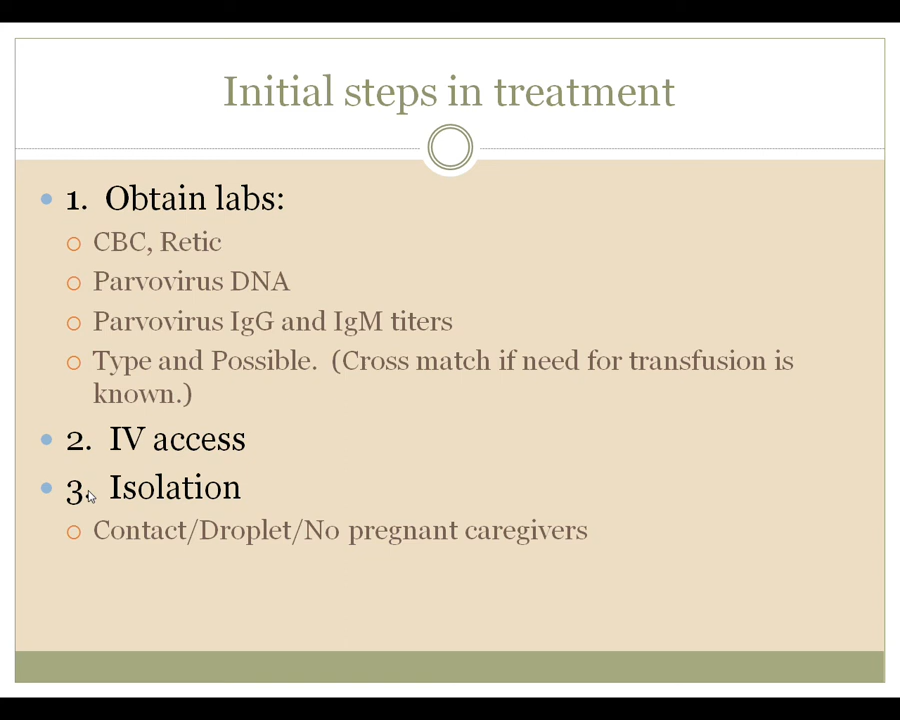 Initial steps in treatment
1. Obtain labs:
CBC, Retic
Parvovirus DNA
Parvovirus IgG and IgM titers
Type and Possible. (Cross match if need for transfusion is
known.)
2. IV access
3. Isolation
Contact/Droplet/No pregnant caregivers